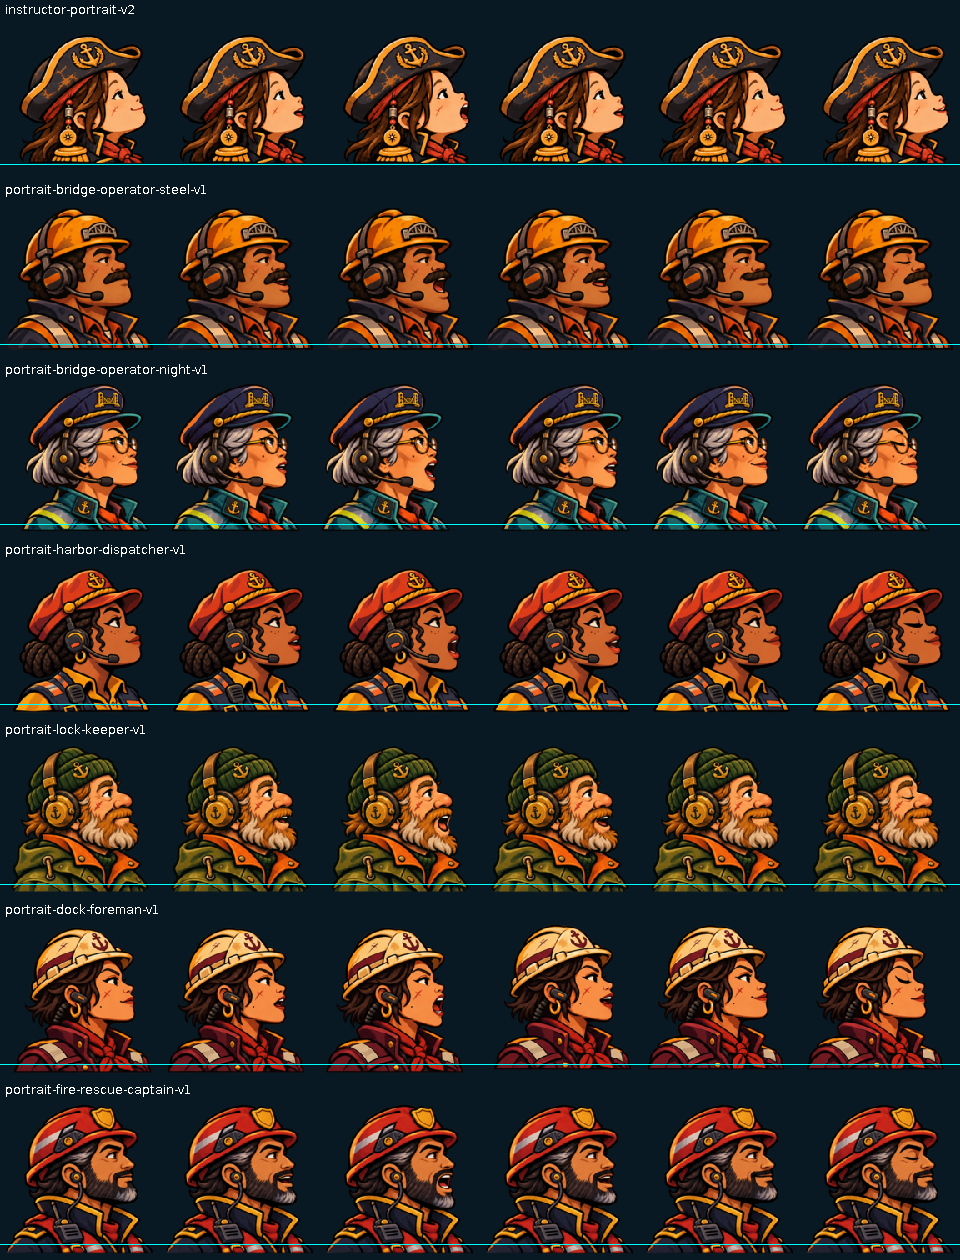 instructor-portrait-v2
portrait-bridge-operator-steel-v1
portrait-bridge-operator-night-v1
portrait-harbor-dispatcher-v1
portrait-lock-keeper-v1
portrait-dock-foreman-v1
portrait-fire-rescue-captain-v1